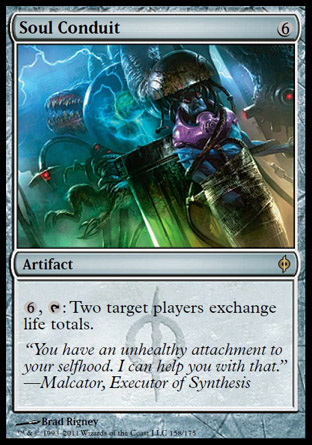 Soul Conduit 6
Artifact
6, : Two target players exchange
life totals.
"You have an unhealthy attachment to
your selfhood. I can help you with that."
—Malcator, Executor of Synthesis
Brad Rigney
™ & © 1993–2011 Wizards of the Coast LLC 158/175